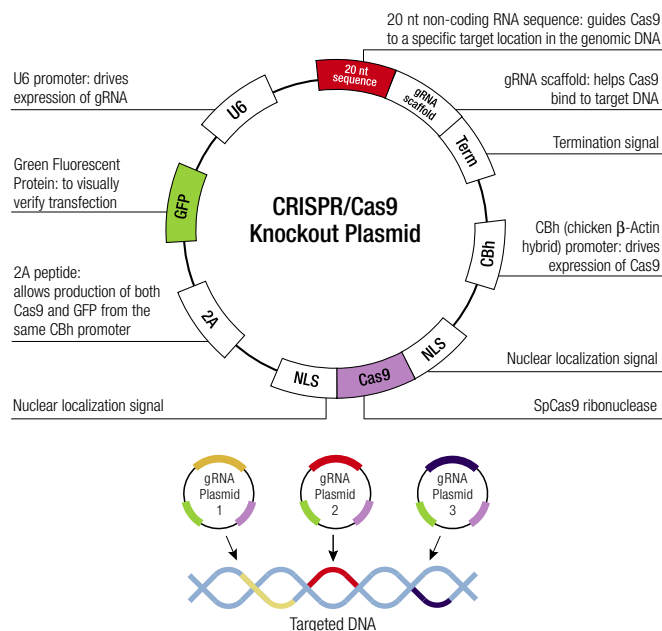 20 nt non-coding RNA sequence: guides Cas9
to a specific target location in the genomic DNA
U6 promoter: drives
expression of gRNA
20 nt
sequence
gRNA
scaffold
gRNA scaffold: helps Cas9
bind to target DNA
U6
Term
Termination signal
Green Fluorescent
Protein: to visually
verify transfection
GFP
CRISPR/Cas9
Knockout Plasmid
CBh
CBh (chicken β-Actin
hybrid) promoter: drives
expression of Cas9
2A peptide:
allows production of both
Cas9 and GFP from the
same CBh promoter
2A
NLS
Cas9
NLS
Nuclear localization signal
Nuclear localization signal
SpCas9 ribonuclease
gRNA
Plasmid
1
gRNA
Plasmid
2
gRNA
Plasmid
3
Targeted DNA